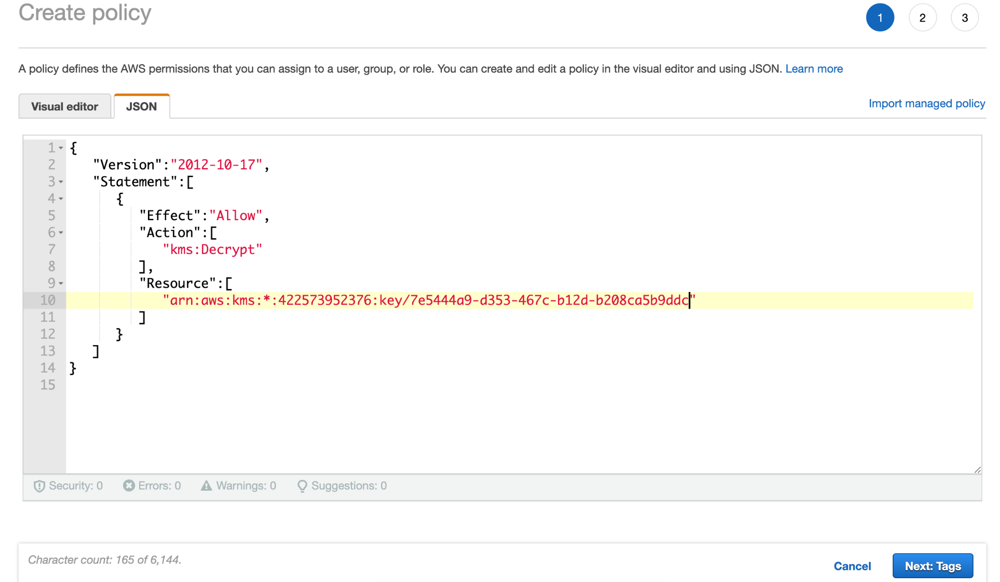 Create policy
1 2 3
A policy defines the AWS permissions that you can assign to a user, group, or role. You can create and edit a policy in the visual editor and using JSON. Learn more
Visual editor JSON Import managed policy
1 {
2 "Version":"2012-10-17",
3 "Statement":[
4 {
5 "Effect":"Allow",
6 "Action":[
7 "kms:Decrypt"
8 ],
9 "Resource":[
10 "arn:aws:kms:*:422573952376:key/7e5444a9-d353-467c-b12d-b208ca5b9ddc"
11 ]
12 }
13 ]
14 }
15
Security: 0 Errors: 0 Warnings: 0 Suggestions: 0
Character count: 165 of 6,144.
Cancel Next: Tags